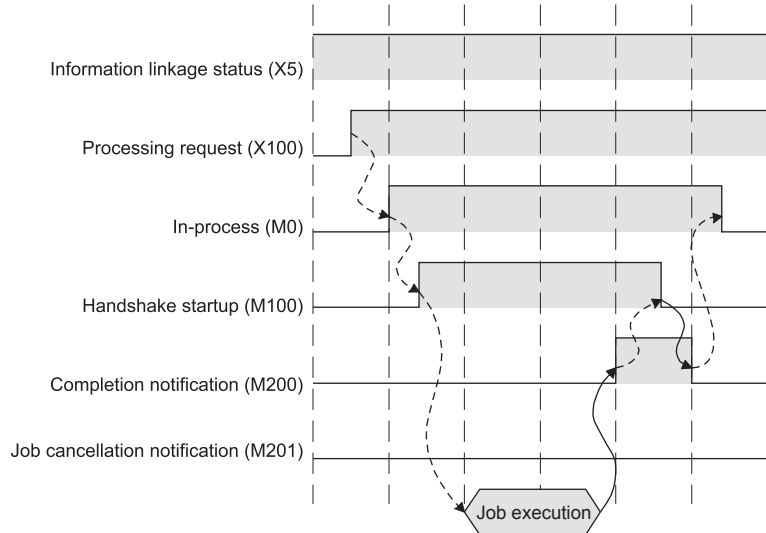 Information linkage status (X5)
Processing request (X100)
In-process (M0)
Handshake startup (M100)
Completion notification (M200)
Job cancellation notification (M201)
Job execution